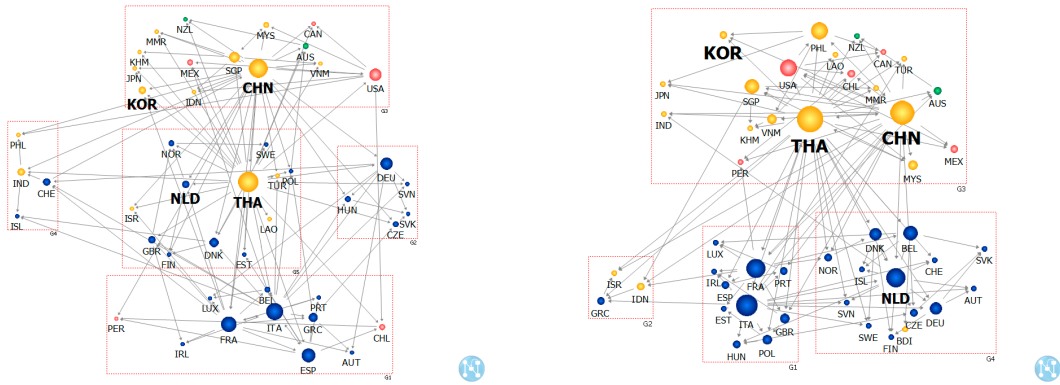 NZL
MYS
CAN
MMR
AUS
KHM
SGP
JPN
MEX
VNM
CHN
USA
KOR
IDN
G3
PHL
NOR
SWE
IND
CHE
POL
DEU
TUR
SVN
NLD
THA
HUN
ISR
ISL
LAO
SVK
G4
CZE
G2
GBR
DNK
FIN
EST
G5
LUX
BEL
PRT
PER
ITA
GRC
FRA
CHL
IRL
ESP
AUT
G1
KOR
PHL
NZL
CAN
LAO
TUR
USA
CHL
JPN
SGP
MMR
AUS
IND
VNM
KHM
THA
CHN
MEX
PER
MYS
G3
LUX
DNK
BEL
NOR
CHE
SVK
ISR
IRL
FRA
PRT
ISL
ESP
NLD
IDN
AUT
GRC
EST
SVN
ITA
GBR
CZE
DEU
G2
SWE
BDI
HUN
POL
FIN
G1
G4